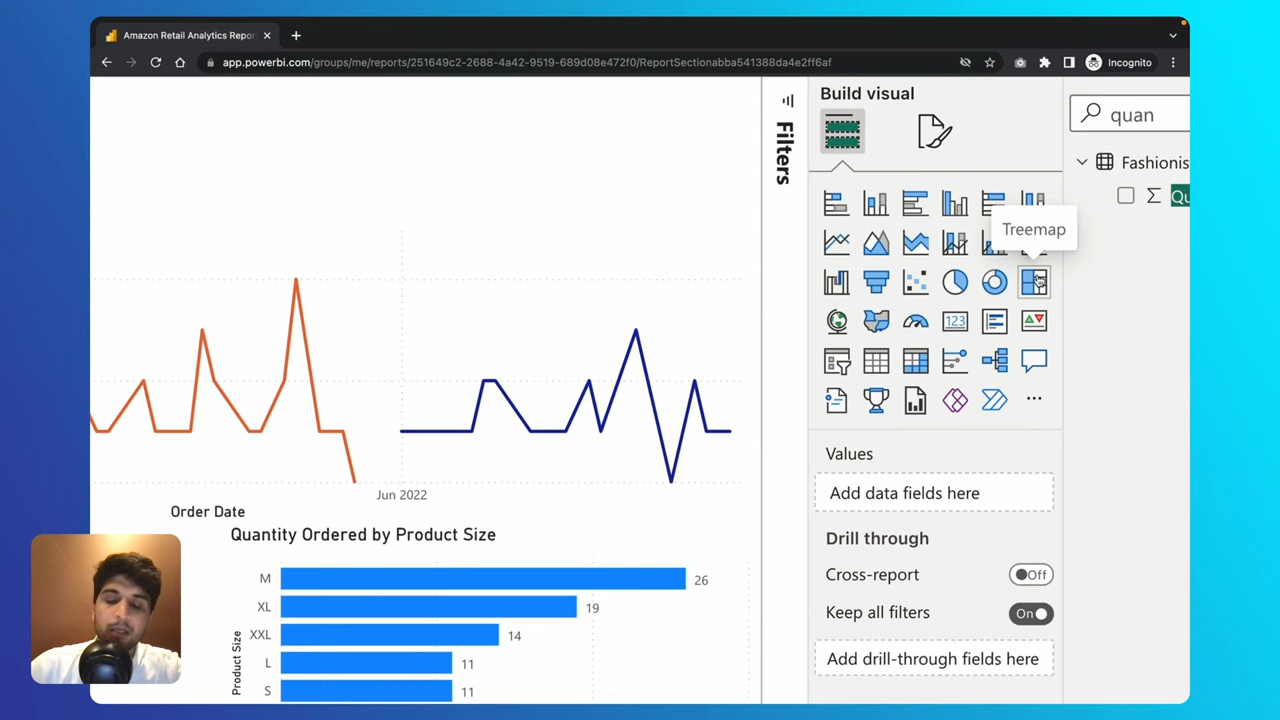 Amazon Retail Analytics Repor
app.powerbi.com/groups/me/reports/251649c2-2688-4a42-9519-689d08e472f0/ReportSectionabba541388da4e2ff6af
Incognito
Build visual
quan
Filters
Fashionis
Qu
Treemap
123
Jun 2022
Order Date
Quantity Ordered by Product Size
Product Size
M 26
XL 19
XXL 14
L 11
S 11
Values
Add data fields here
Drill through
Cross-report
Off
Keep all filters
On
Add drill-through fields here